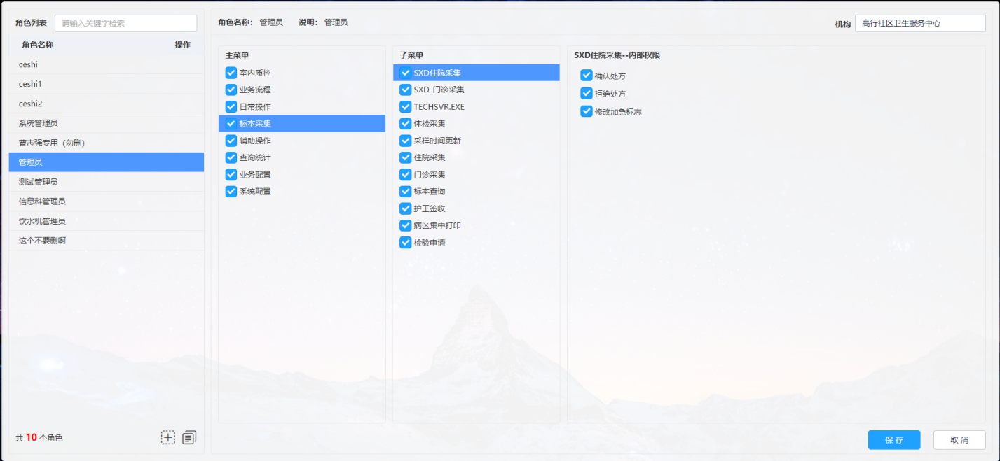 角色列表 请输入关键字检索
角色名称 操作
ceshi
ceshi1
ceshi2
系统管理员
曹志强专用（勿删）
管理员
测试管理员
信息科管理员
饮水机管理员
这个不要删啊
共 10 个角色
角色名称： 管理员 说明： 管理员
机构 高行社区卫生服务中心
主菜单
室内质控
业务流程
日常操作
标本采集
辅助操作
查询统计
业务配置
系统配置
子菜单
SXD住院采集
SXD_门诊采集
TECHSVR.EXE
体检采集
采样时间更新
住院采集
门诊采集
标本查询
护工签收
病区集中打印
检验申请
SXD住院采集--内部权限
确认处方
拒绝处方
修改加急标志
保存 取消